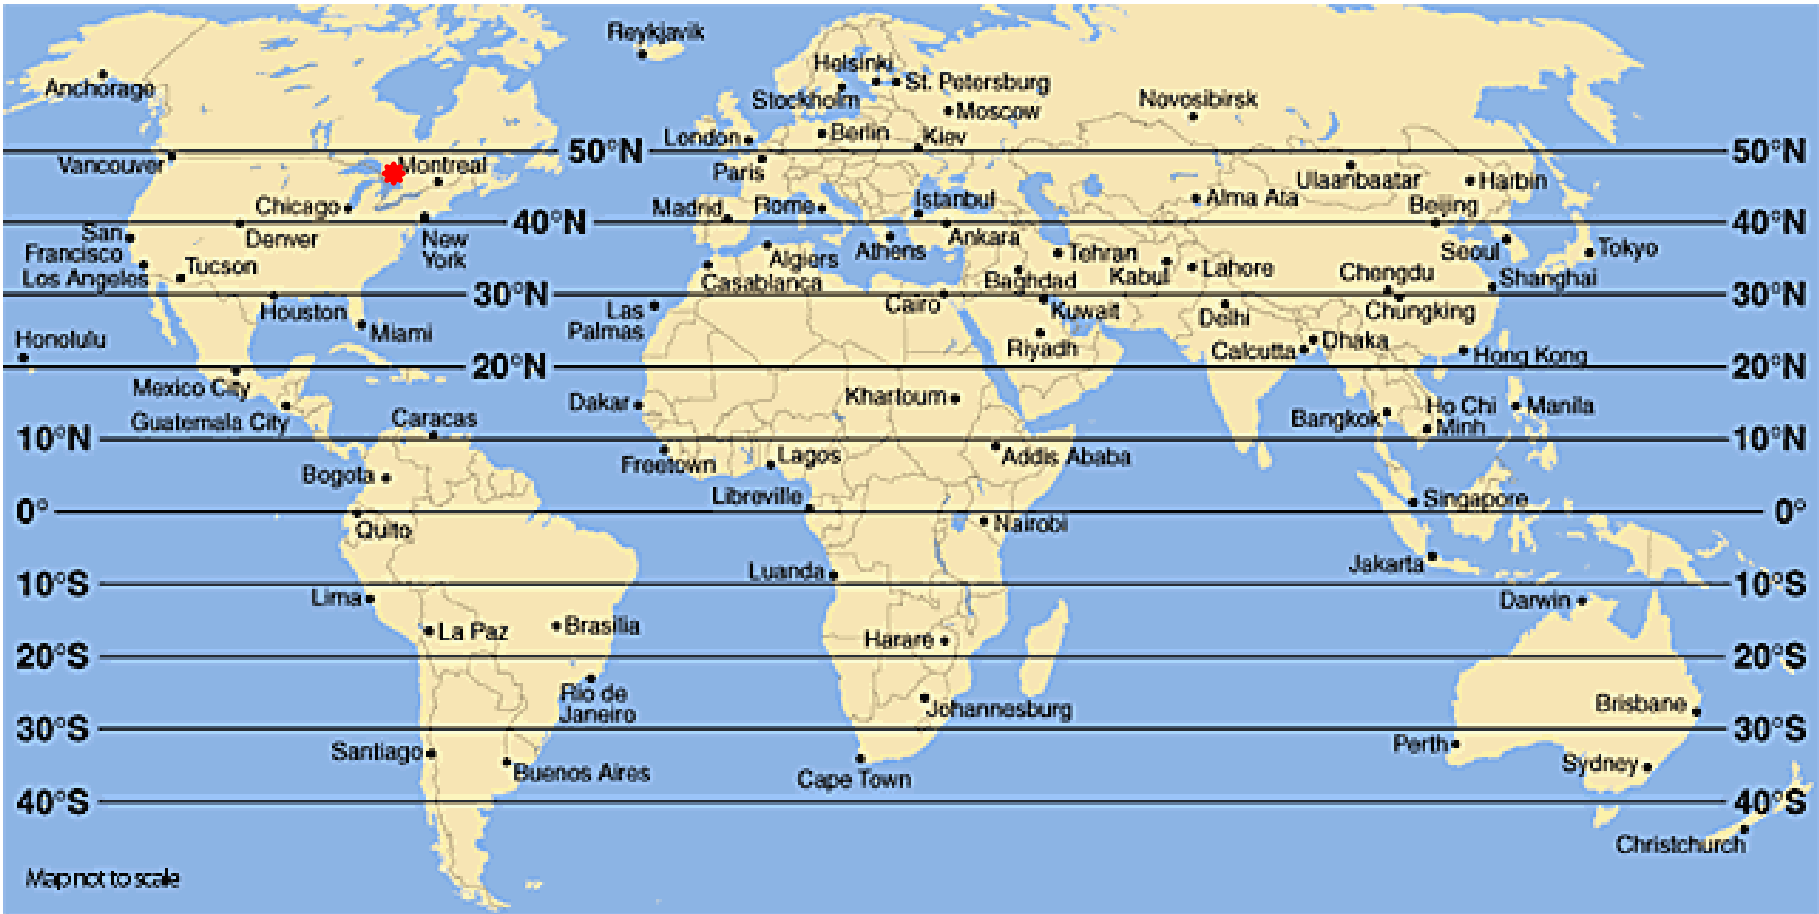 Reykjavik
Helsinki
St. Petersburg
Anchorage
Stockholm
Moscow
Novosibirsk
London
Berlin
Kiev
50°N
50°N
Vancouver
Montreal
Paris
Ulaanbaatar
Harbin
Chicago
Madrid
Rome
Istanbul
Alma Ata
Beijing
40°N
40°N
San
Francisco
Denver
New
York
Athens
Ankara
Seoul
Tokyo
Los Angeles
Tucson
Algiers
Casablanca
Tehran
Baghdad
Kabul
Lahore
Chengdu
Shanghai
30°N
30°N
Houston
Miami
Las
Palmas
Cairo
Kuwait
Delhi
Chungking
Honolulu
Riyadh
Calcutta
Dhaka
Hong Kong
20°N
20°N
Mexico City
Guatemala City
Caracas
Dakar
Khartoum
Bangkok
Ho Chi
Minh
Manila
10°N
10°N
Bogota
Freetown
Lagos
Addis Ababa
Libreville
Singapore
0°
0°
Quito
Nairobi
Luanda
Jakarta
10°S
10°S
Lima
Darwin
La Paz
Brasilia
Harare
20°S
20°S
Rio de
Janeiro
Johannesburg
Brisbane
30°S
30°S
Santiago
Buenos Aires
Cape Town
Perth
Sydney
40°S
40°S
Christchurch
Map not to scale